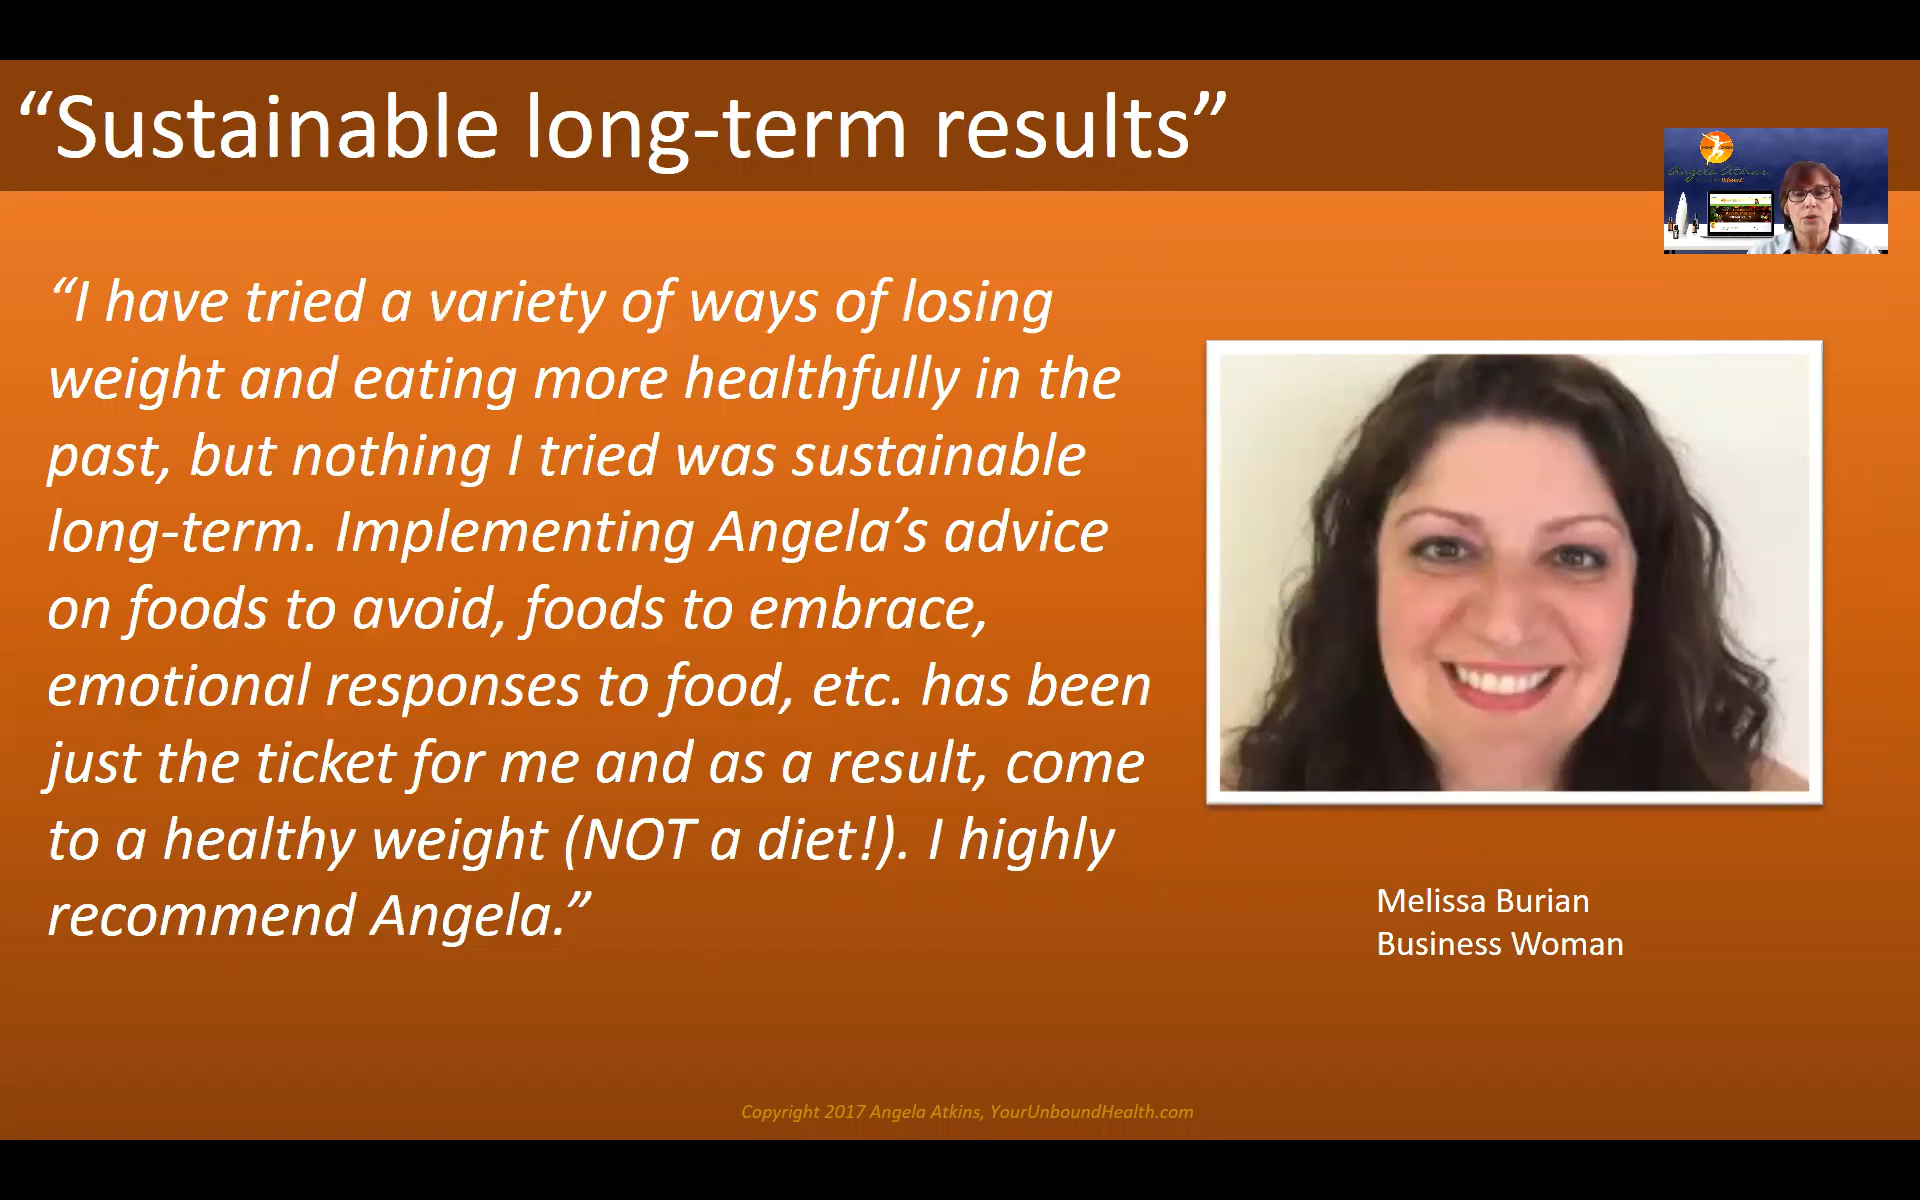 “Sustainable long-term results”
Angela Atkins
“I have tried a variety of ways of losing
weight and eating more healthfully in the
past, but nothing I tried was sustainable
long-term. Implementing Angela’s advice
on foods to avoid, foods to embrace,
emotional responses to food, etc. has been
just the ticket for me and as a result, come
to a healthy weight (NOT a diet!). I highly
recommend Angela.”
Melissa Burian
Business Woman
Copyright 2017 Angela Atkins, YourUnboundHealth.com